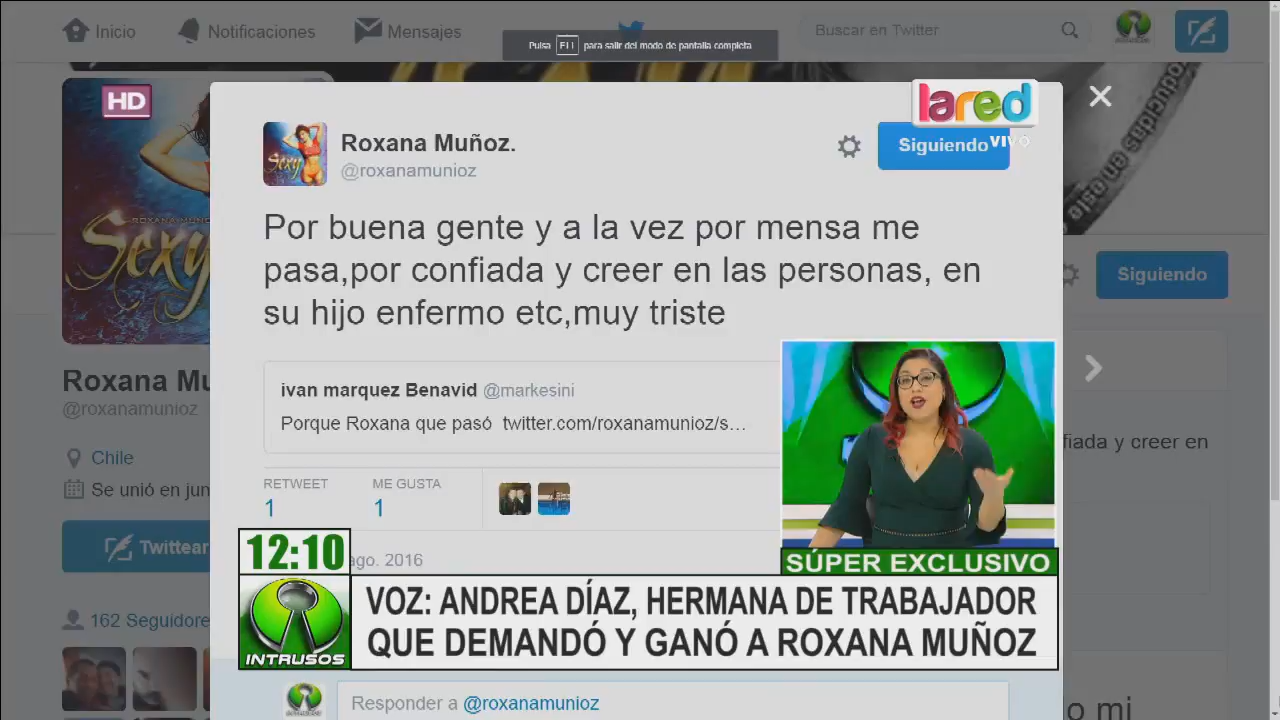 Inicio
Notificaciones
Mensajes
Buscar en Twitter
Pulsa F11 para salir del modo de pantalla completa
HD
lared
VIVO
Sexy
Roxana Muñoz.
@roxanamunioz
Siguiendo
Por buena gente y a la vez por mensa me
pasa,por confiada y creer en las personas, en
su hijo enfermo etc,muy triste
ivan marquez Benavid @markesini
Porque Roxana que pasó twitter.com/roxanamunioz/s…
RETWEET
1
ME GUSTA
1
ago. 2016
ROXANA MUÑO
Sexy
Roxana Mu
@roxanamunioz
Chile
Se unió en jun
Twittear
162 Seguidore
Siguiendo
fiada y creer en
o mi
12:10
INTRUSOS
SÚPER EXCLUSIVO
VOZ: ANDREA DÍAZ, HERMANA DE TRABAJADOR
QUE DEMANDÓ Y GANÓ A ROXANA MUÑOZ
Responder a @roxanamunioz